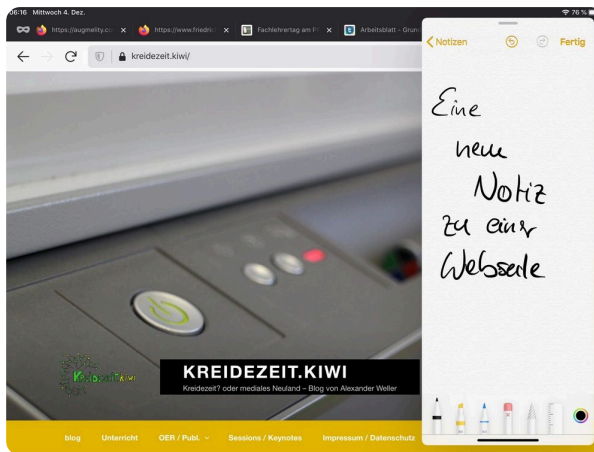 06:16 Mittwoch 4. Dez.
76 %
https://augmelity.co
https://www.friedric
Fachlehrertag am P
Arbeitsblatt - Grun
kreidezeit.kiwi/
Notizen
Fertig
Eine
neue
Notiz
zu einer
Webseite
KreidezeiT.kiwi
KREIDEZEIT.KIWI
Kreidezeit? oder mediales Neuland – Blog von Alexander Weller
blog Unterricht OER / Publ. Sessions / Keynotes Impressum / Datenschutz